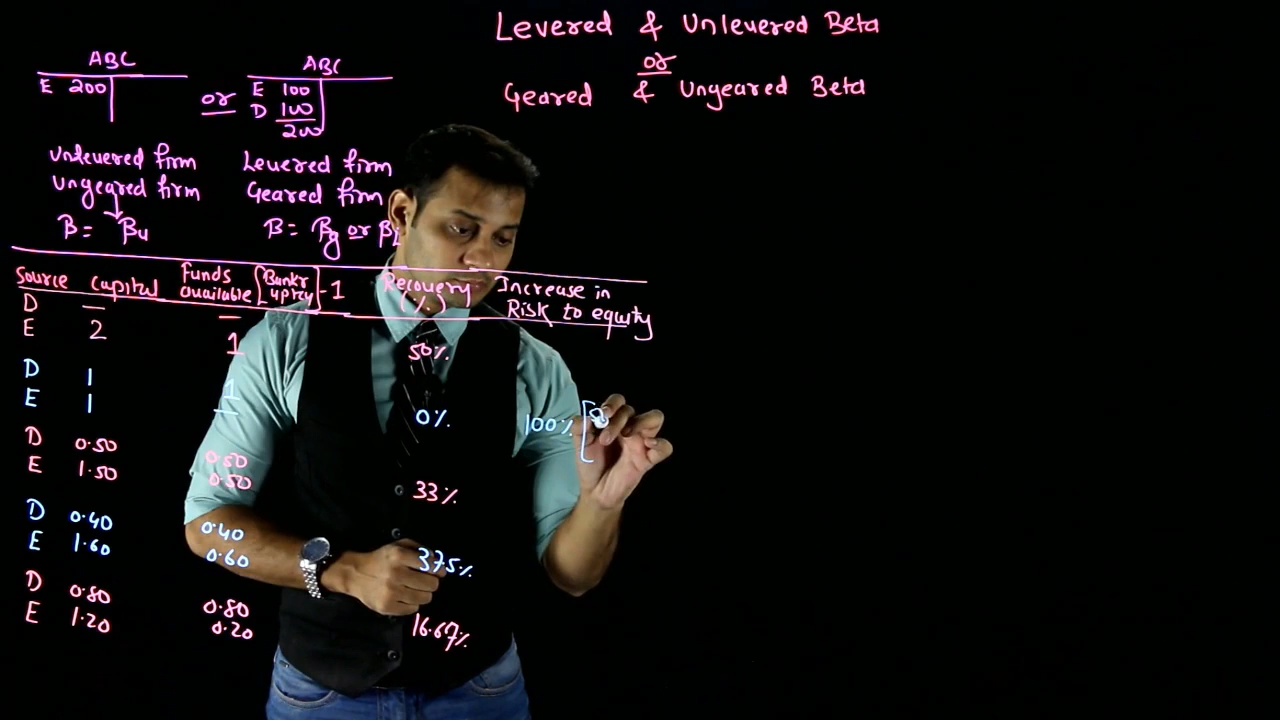 Levered & Unlevered Beta
or
Geared & Ungeared Beta
ABC
E 200
or
ABC
E 100
D 100
200
Unlevered firm
Ungeared firm
β = βu
Levered firm
Geared firm
β = βg or βL
Source Capital Funds available [Bankruptcy] - 1 Recovery (%) Increase in Risk to equity
D — —
E 2 1 50%
D 1 1
E 1 — 0% 100% [
D 0.50 0.50
E 1.50 0.50 33%
D 0.40 0.40
E 1.60 0.60 37.5%
D 0.80 0.80
E 1.20 0.20 16.67%